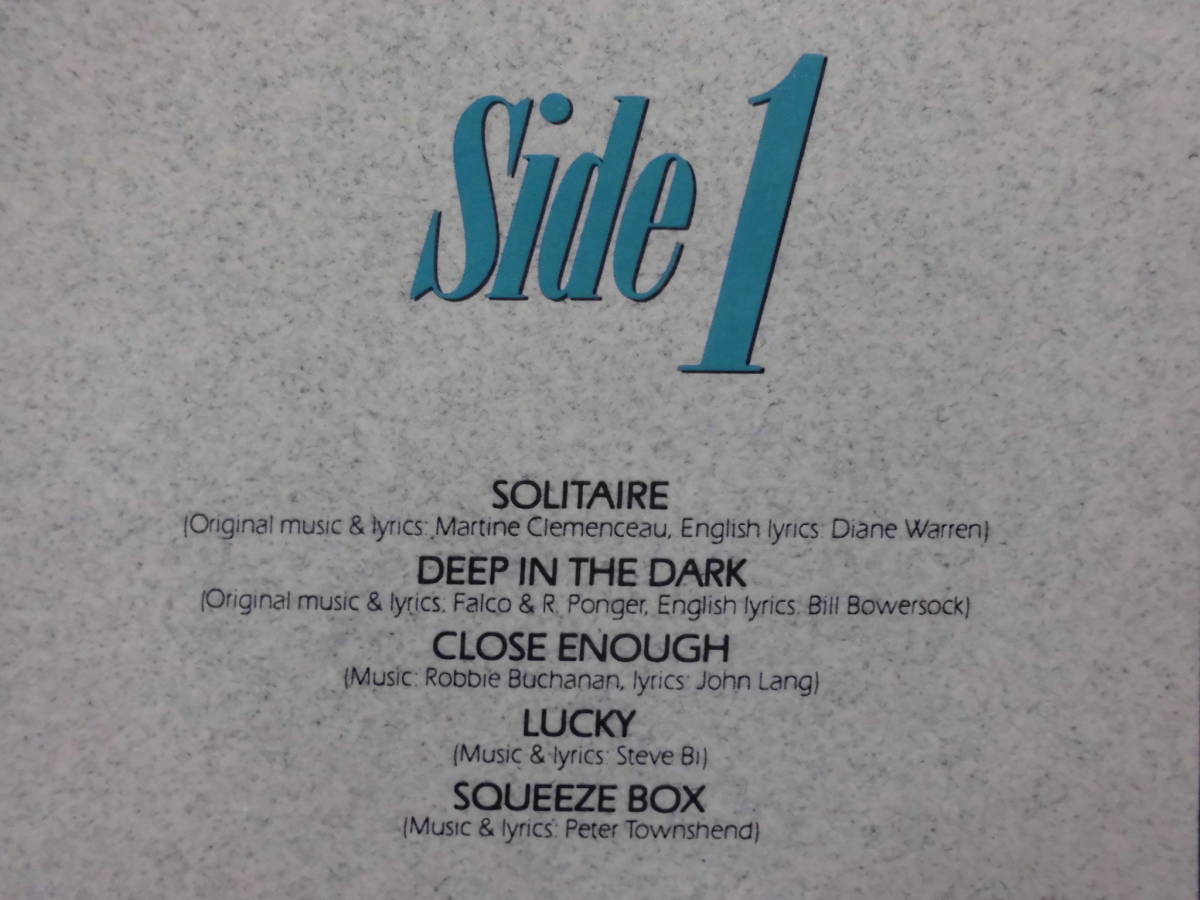 Side 1
SOLITAIRE
(Original music & lyrics: Martine Clemenceau, English lyrics: Diane Warren)
DEEP IN THE DARK
(Original music & lyrics: Falco & R. Ponger, English lyrics: Bill Bowersock)
CLOSE ENOUGH
(Music: Robbie Buchanan, lyrics: John Lang)
LUCKY
(Music & lyrics: Steve Bi)
SQUEEZE BOX
(Music & lyrics: Peter Townshend)